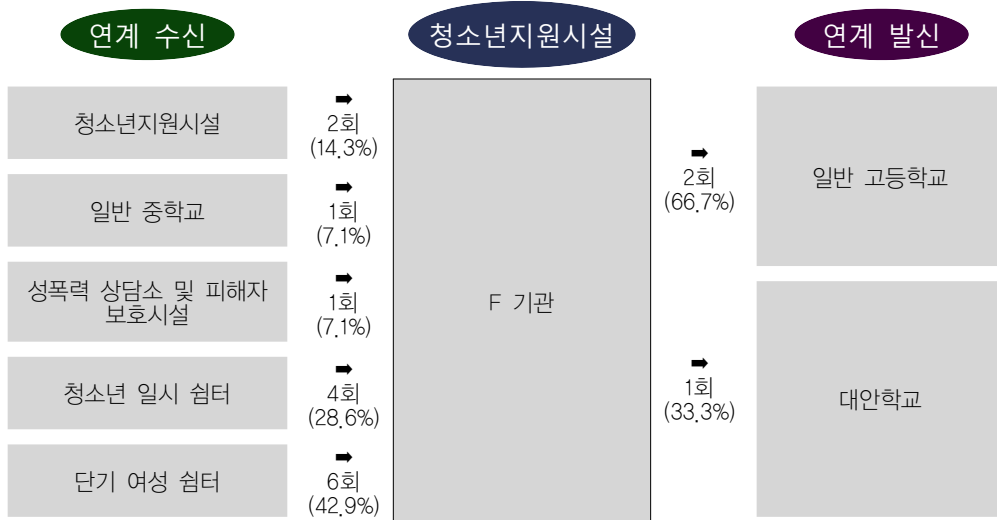 연계 수신
청소년지원시설
연계 발신
청소년지원시설
➡
2회
(14.3%)
일반 중학교
➡
1회
(7.1%)
성폭력 상담소 및 피해자
보호시설
➡
1회
(7.1%)
청소년 일시 쉼터
➡
4회
(28.6%)
단기 여성 쉼터
➡
6회
(42.9%)
F 기관
➡
2회
(66.7%)
일반 고등학교
➡
1회
(33.3%)
대안학교